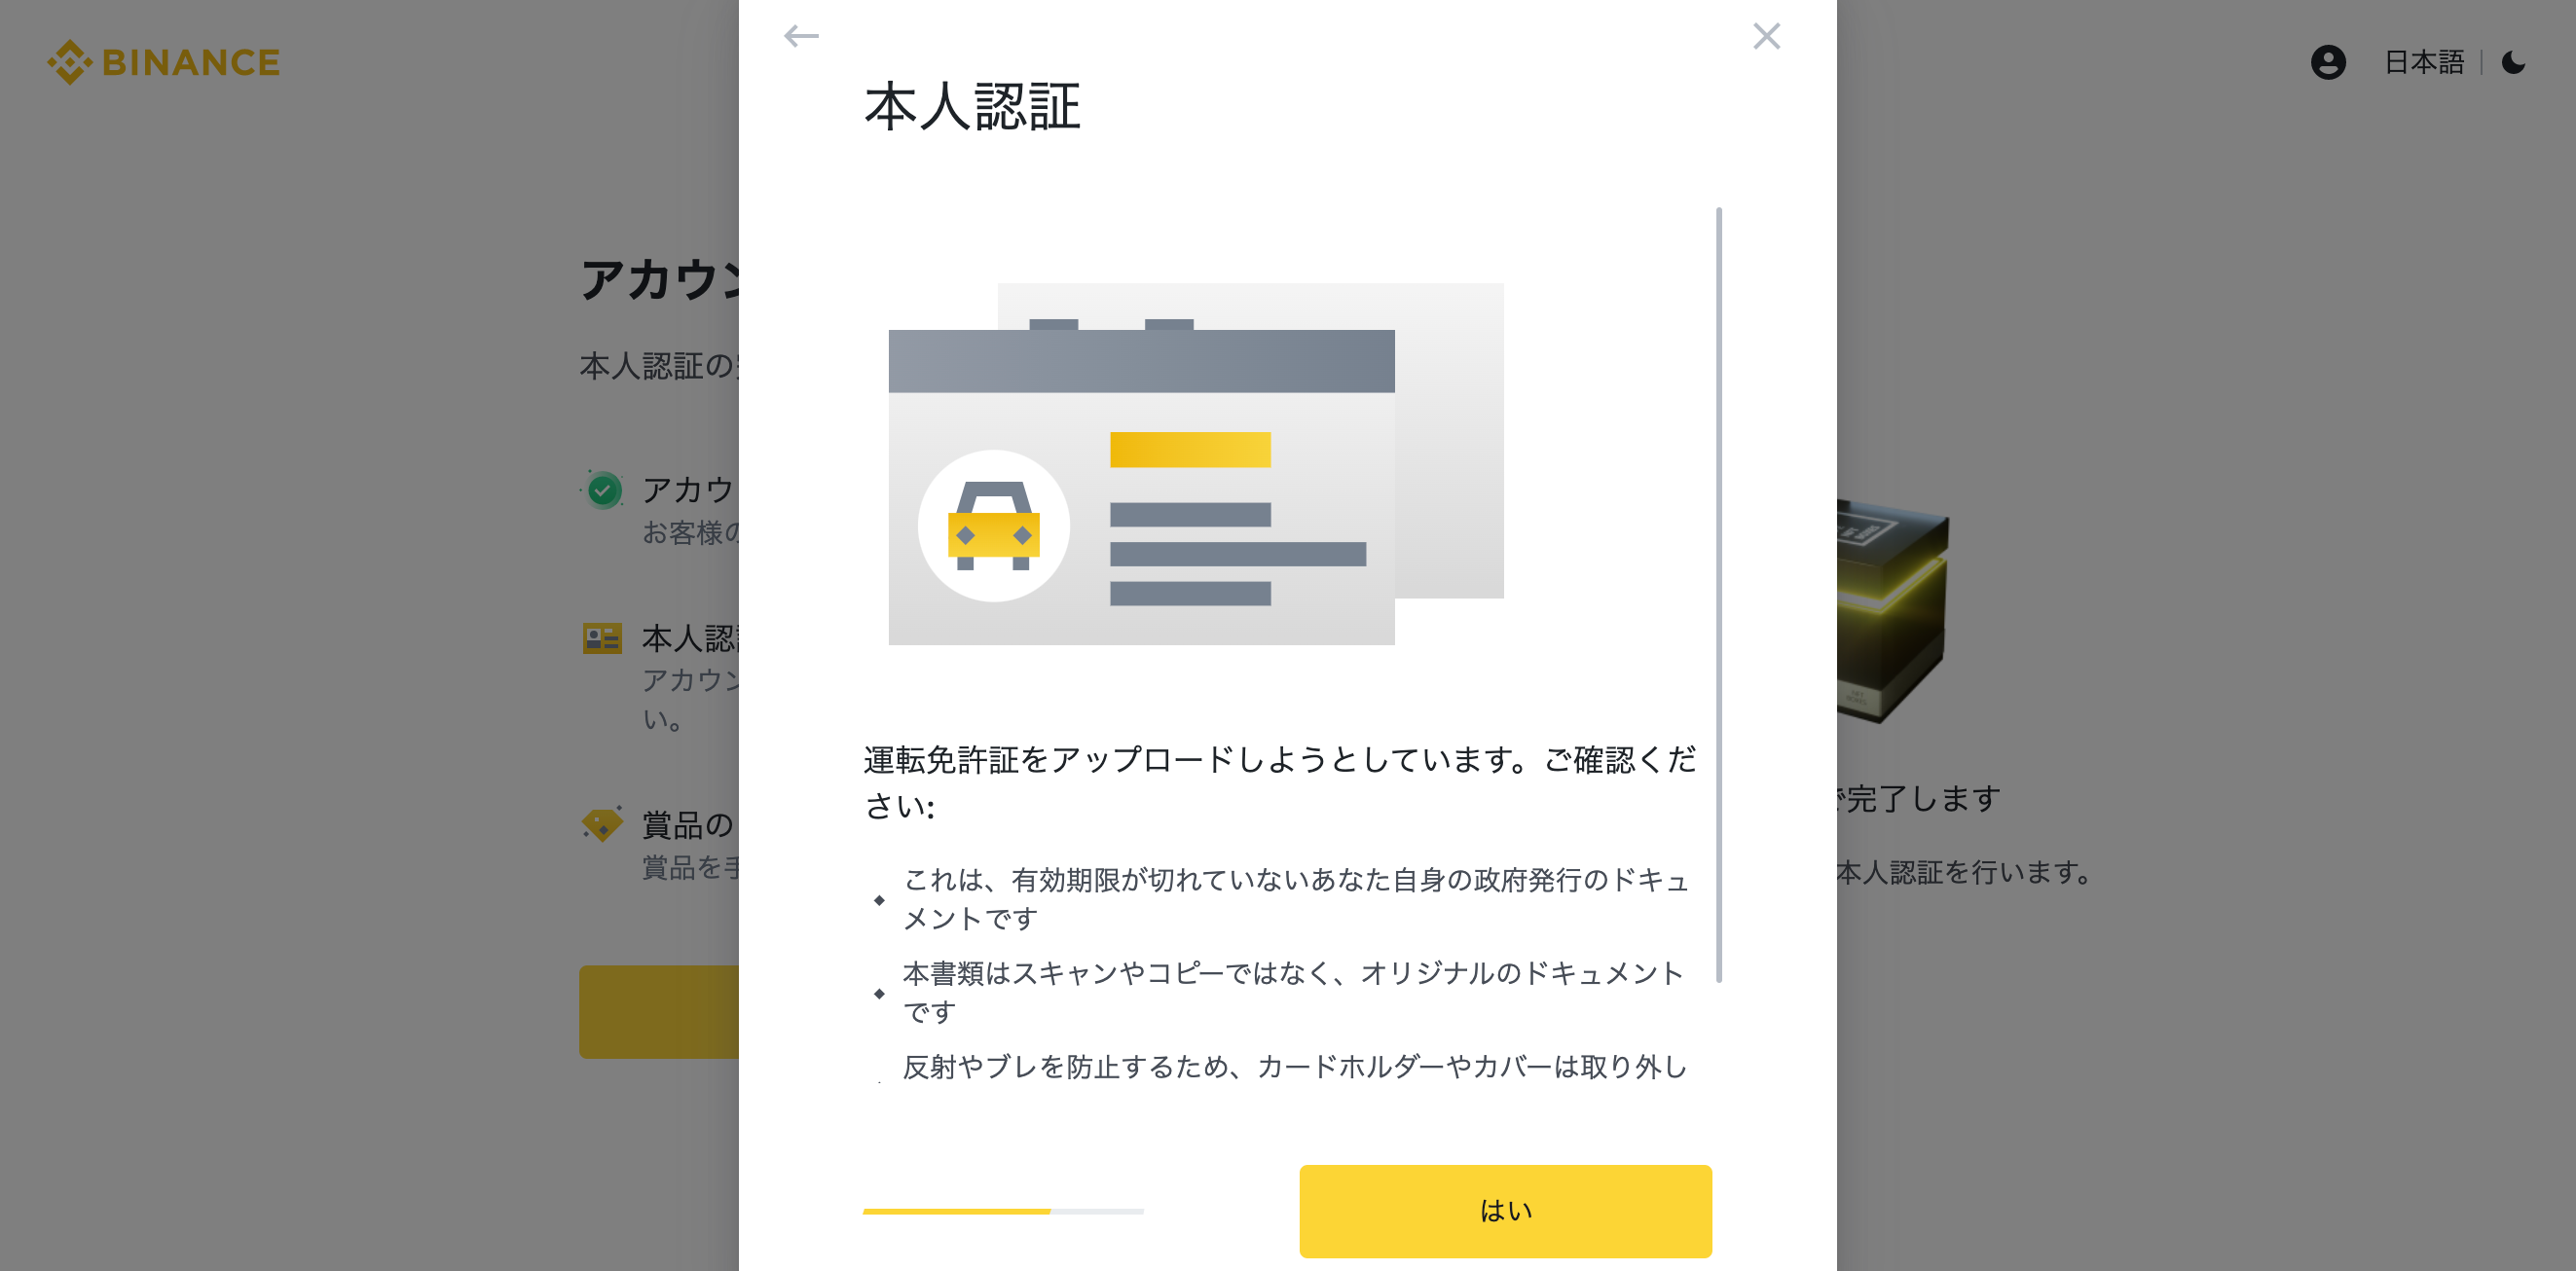 BINANCE
日本語
本人認証
アカウン
本人認証の
アカウ
お客様の
本人認
アカウン
い。
賞品の
賞品を手
運転免許証をアップロードしようとしています。ご確認くだ
さい:
これは、有効期限が切れていないあなた自身の政府発行のドキュ
メントです
本書類はスキャンやコピーではなく、オリジナルのドキュメント
です
反射やブレを防止するため、カードホルダーやカバーは取り外し
はい
で完了します
本人認証を行います。